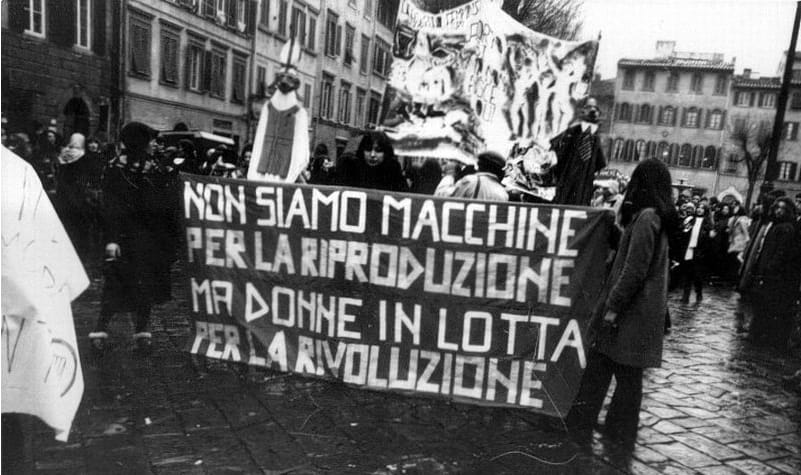 NON SIAMO MACCHINE
PER LA RIPRODUZIONE
MA DONNE IN LOTTA
PER LA RIVOLUZIONE